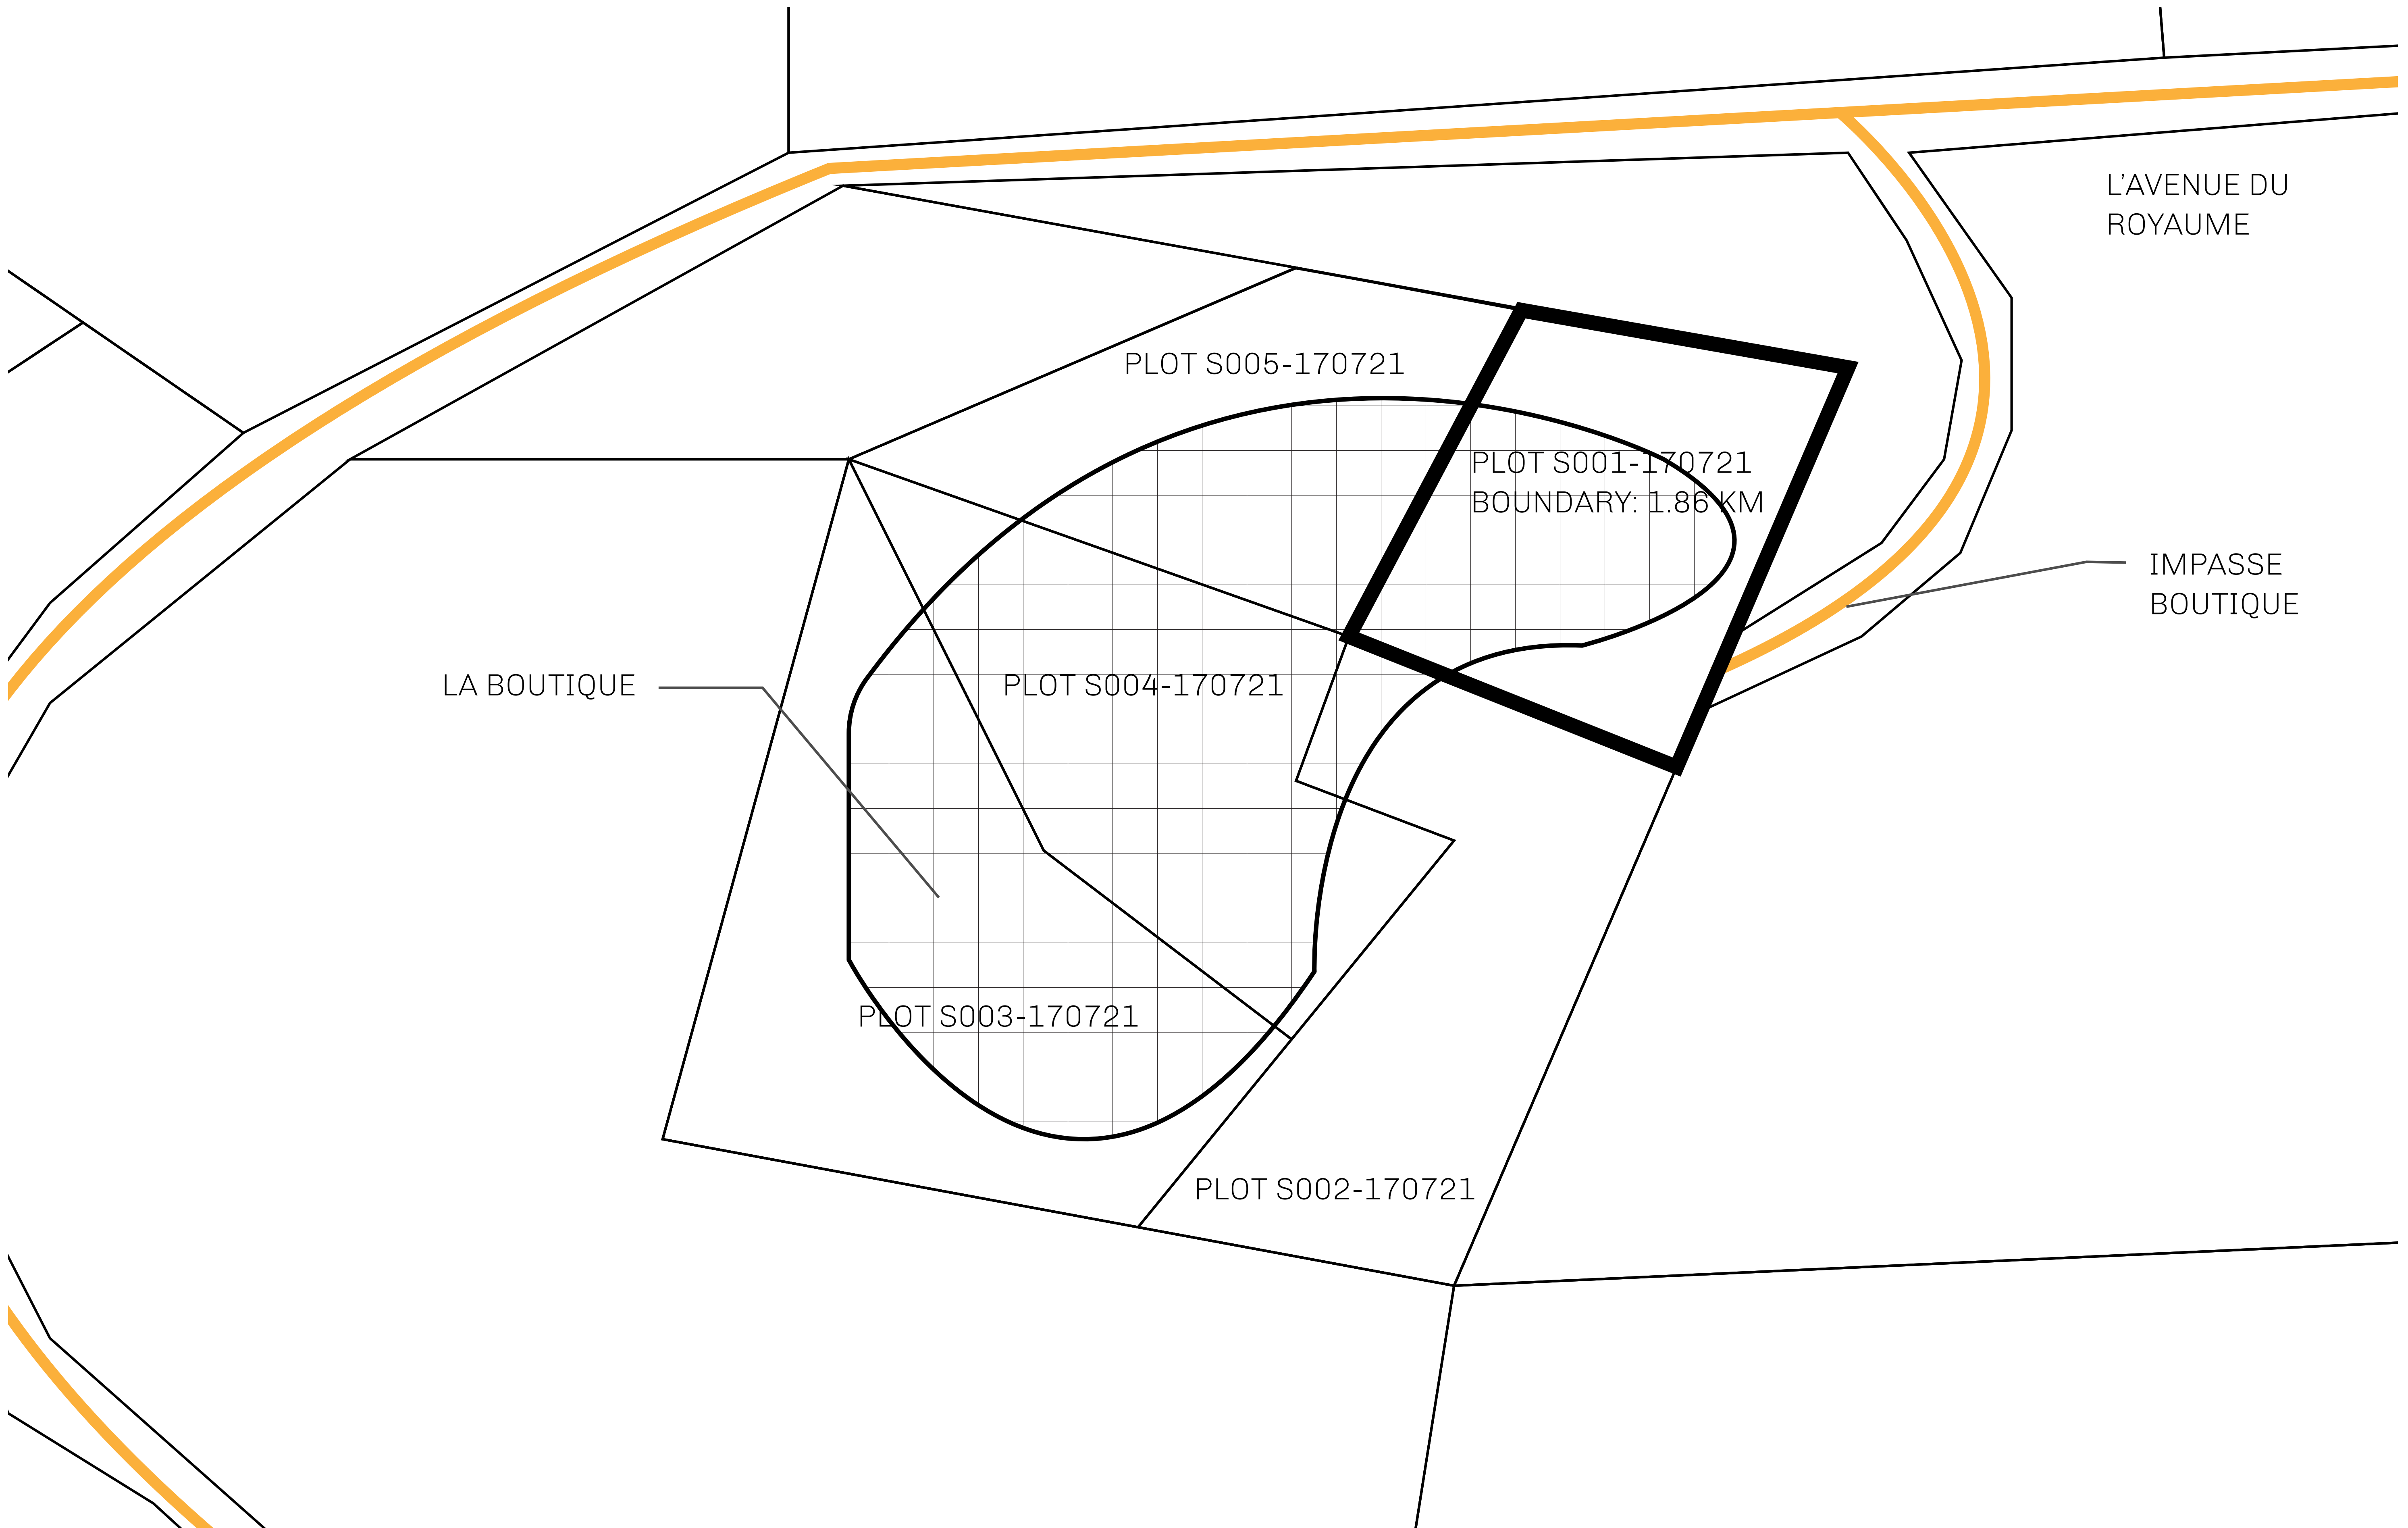 L'AVENUE DU
ROYAUME
PLOT S005-170721
PLOT S001-170721
BOUNDARY: 1.86 KM
IMPASSE
BOUTIQUE
LA BOUTIQUE
PLOT S004-170721
PLOT S003-170721
PLOT S002-170721